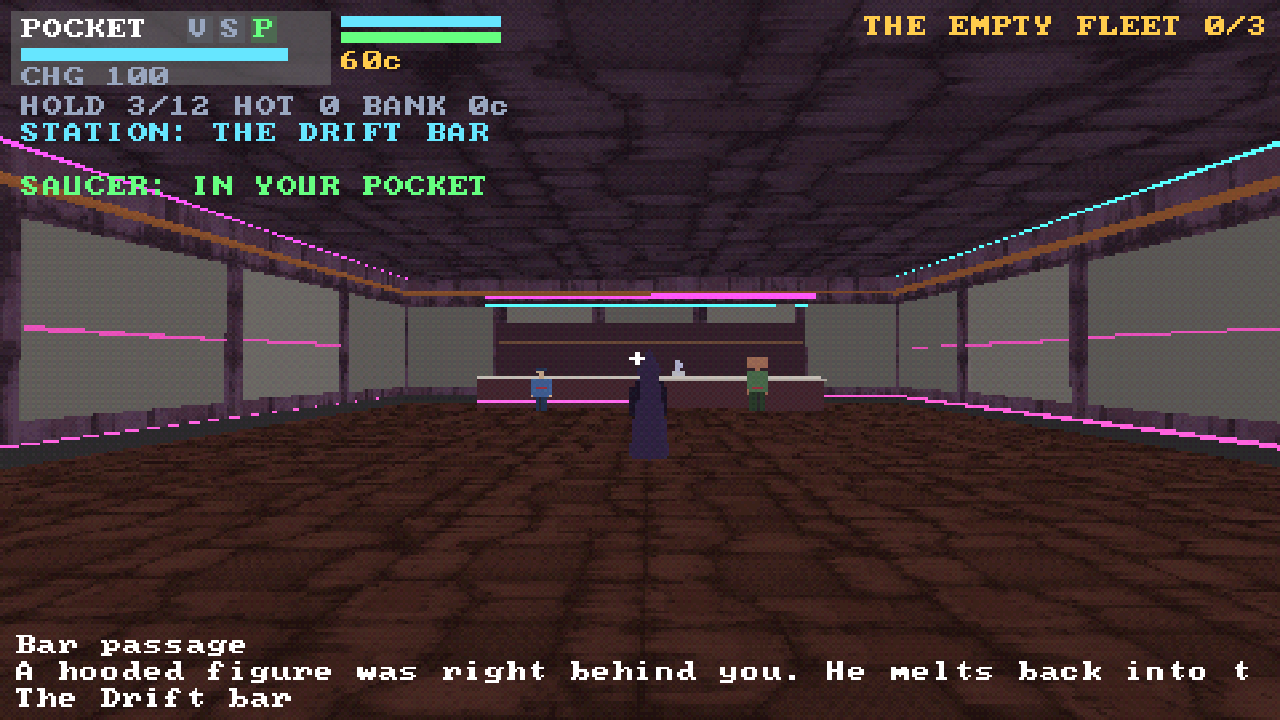 POCKET V S P
CHG 100
60c
THE EMPTY FLEET 0/3
HOLD 3/12 HOT 0 BANK 0c
STATION: THE DRIFT BAR
SAUCER: IN YOUR POCKET
Bar passage
A hooded figure was right behind you. He melts back into t
The Drift bar